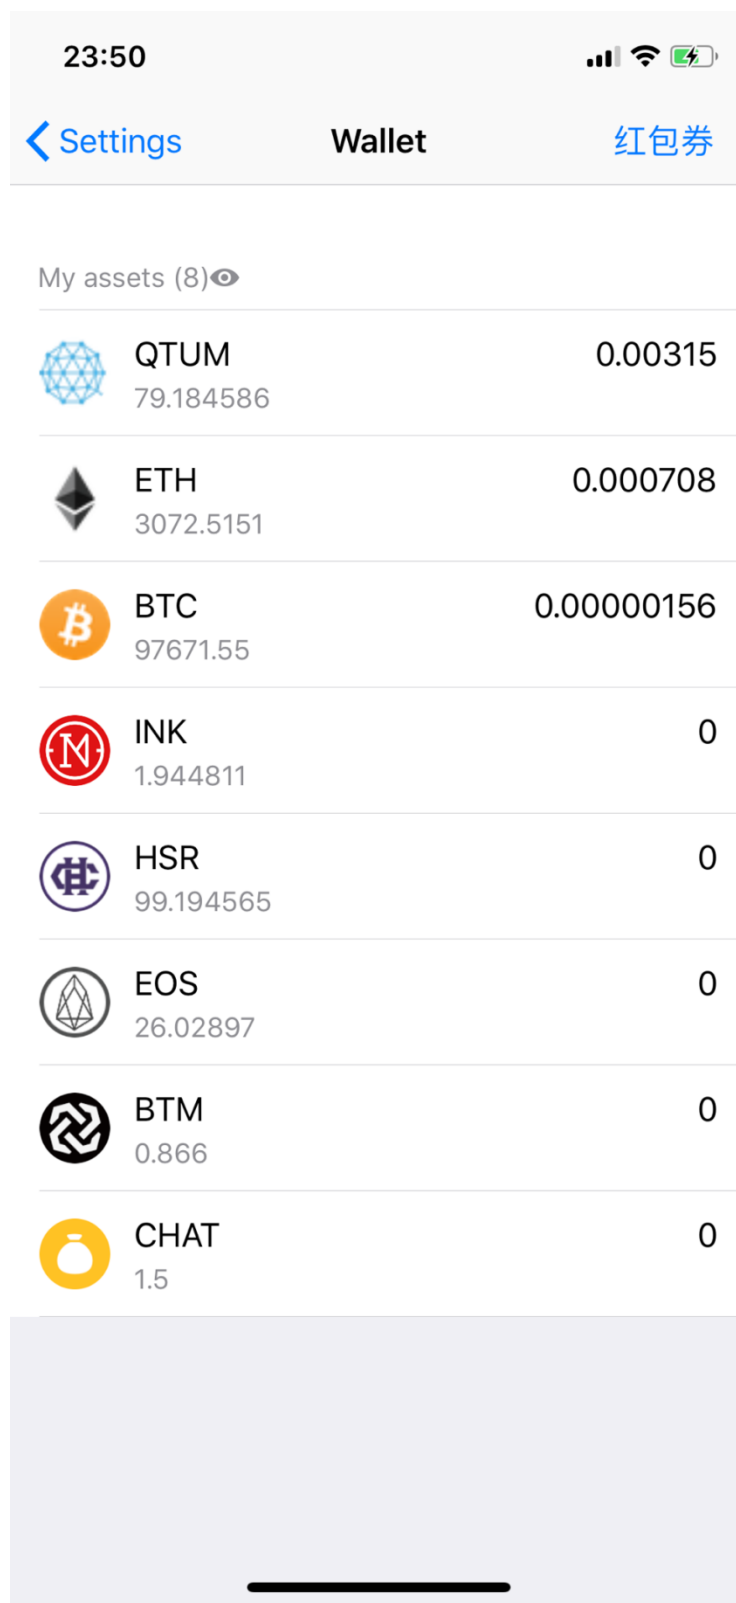 23:50
Settings Wallet 红包券
My assets (8)
QTUM 0.00315
79.184586
ETH 0.000708
3072.5151
BTC 0.00000156
97671.55
INK 0
1.944811
HSR 0
99.194565
EOS 0
26.02897
BTM 0
0.866
CHAT 0
1.5